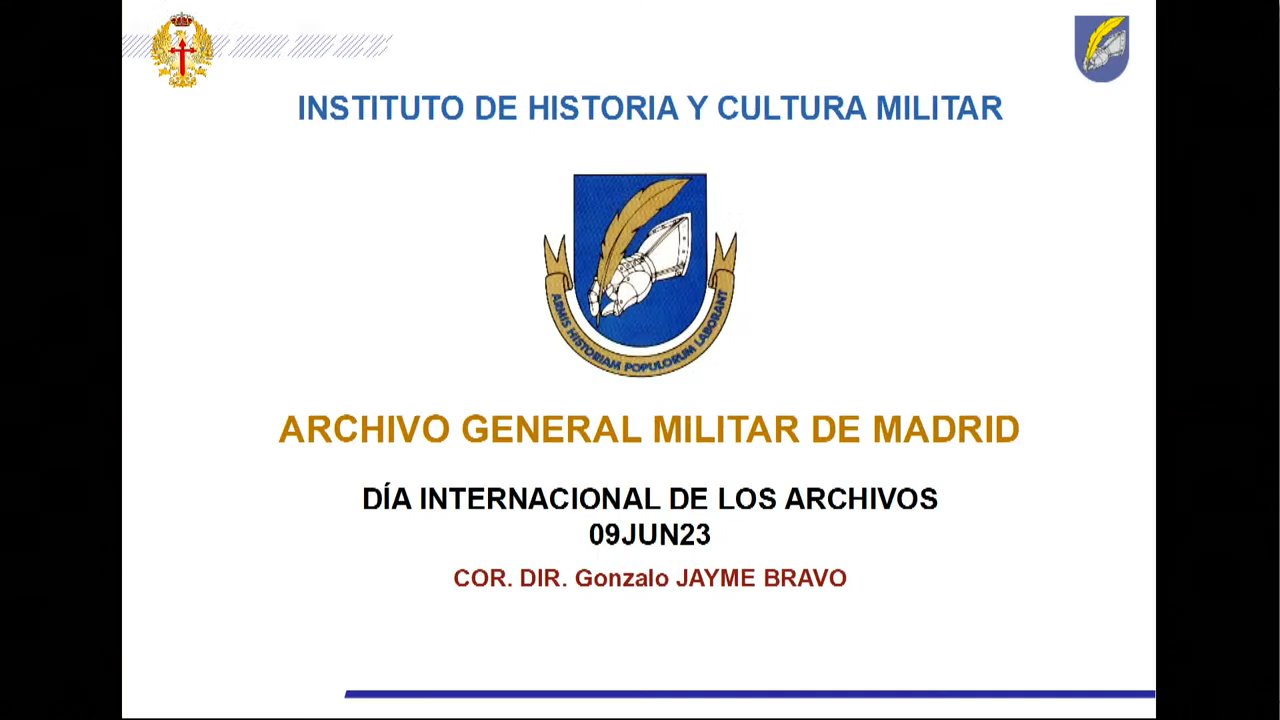 INSTITUTO DE HISTORIA Y CULTURA MILITAR
ARMIS HISTORIAM POPULORUM LABORANT
ARCHIVO GENERAL MILITAR DE MADRID
DÍA INTERNACIONAL DE LOS ARCHIVOS
09JUN23
COR. DIR. Gonzalo JAYME BRAVO